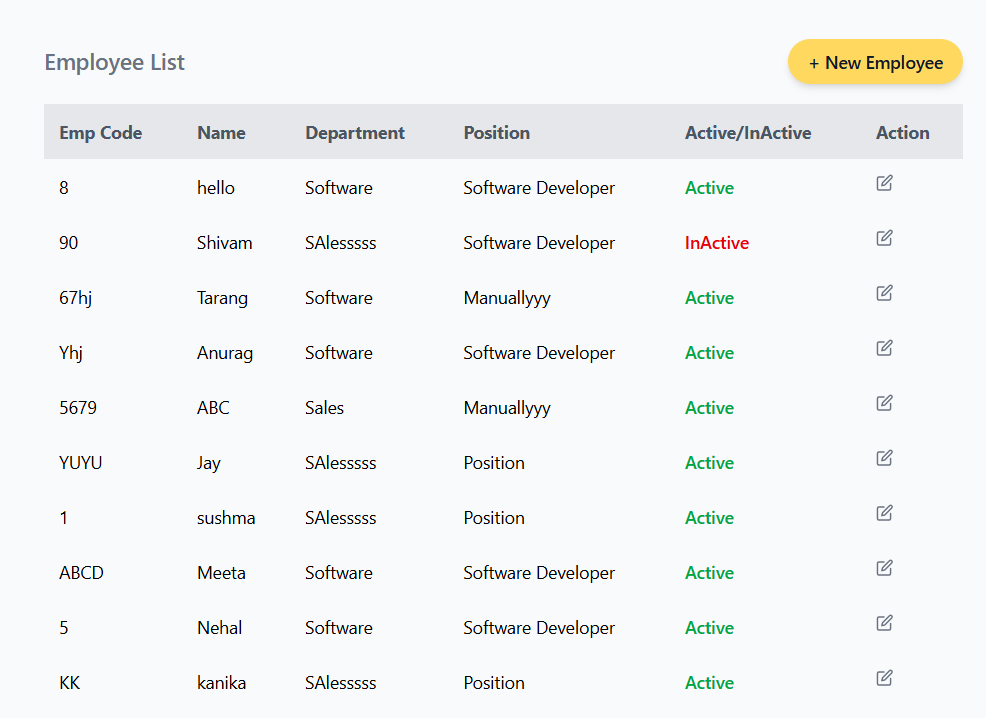 Employee List
+ New Employee
Emp Code Name Department Position Active/InActive Action
8 hello Software Software Developer Active
90 Shivam SAlesssss Software Developer InActive
67hj Tarang Software Manuallyyy Active
Yhj Anurag Software Software Developer Active
5679 ABC Sales Manuallyyy Active
YUYU Jay SAlesssss Position Active
1 sushma SAlesssss Position Active
ABCD Meeta Software Software Developer Active
5 Nehal Software Software Developer Active
KK kanika SAlesssss Position Active